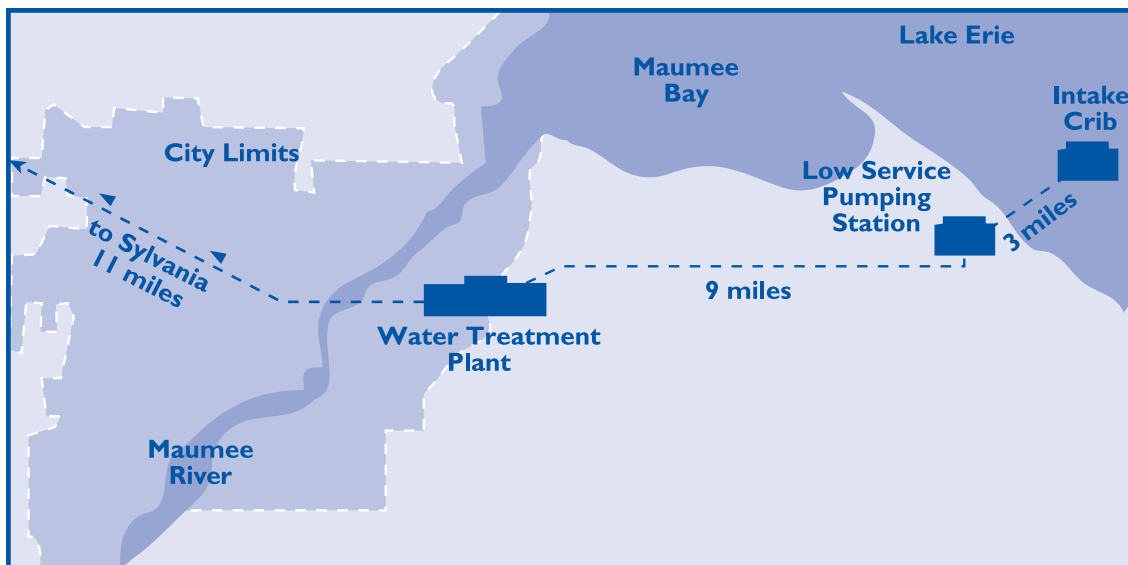 Lake Erie
Maumee
Bay
Intake
Crib
City Limits
Low Service
Pumping
Station
3 miles
to Sylvania
11 miles
9 miles
Water Treatment
Plant
Maumee
River